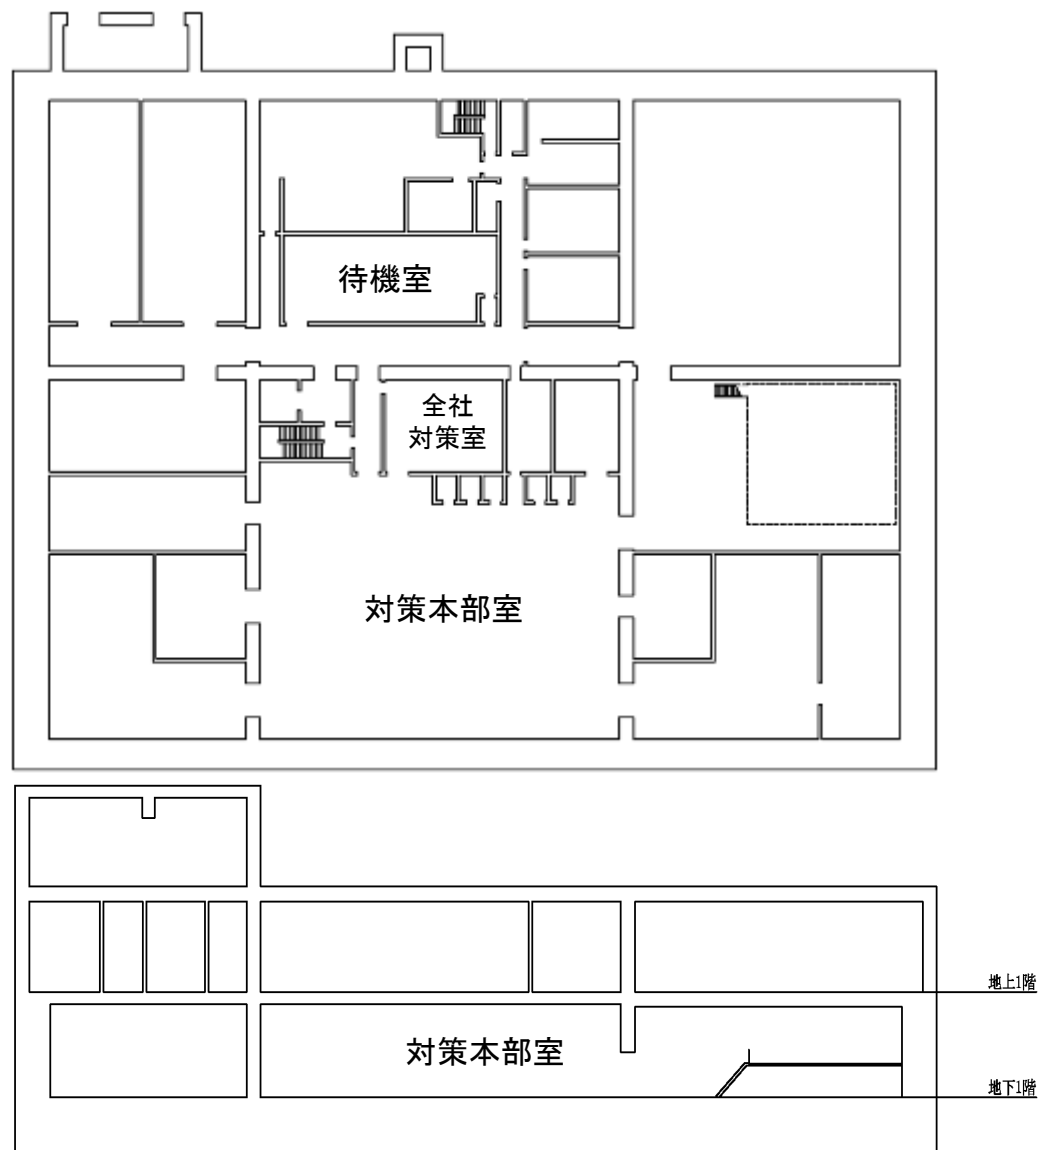 待機室
全社
対策室
対策本部室
地上1階
対策本部室
地下1階